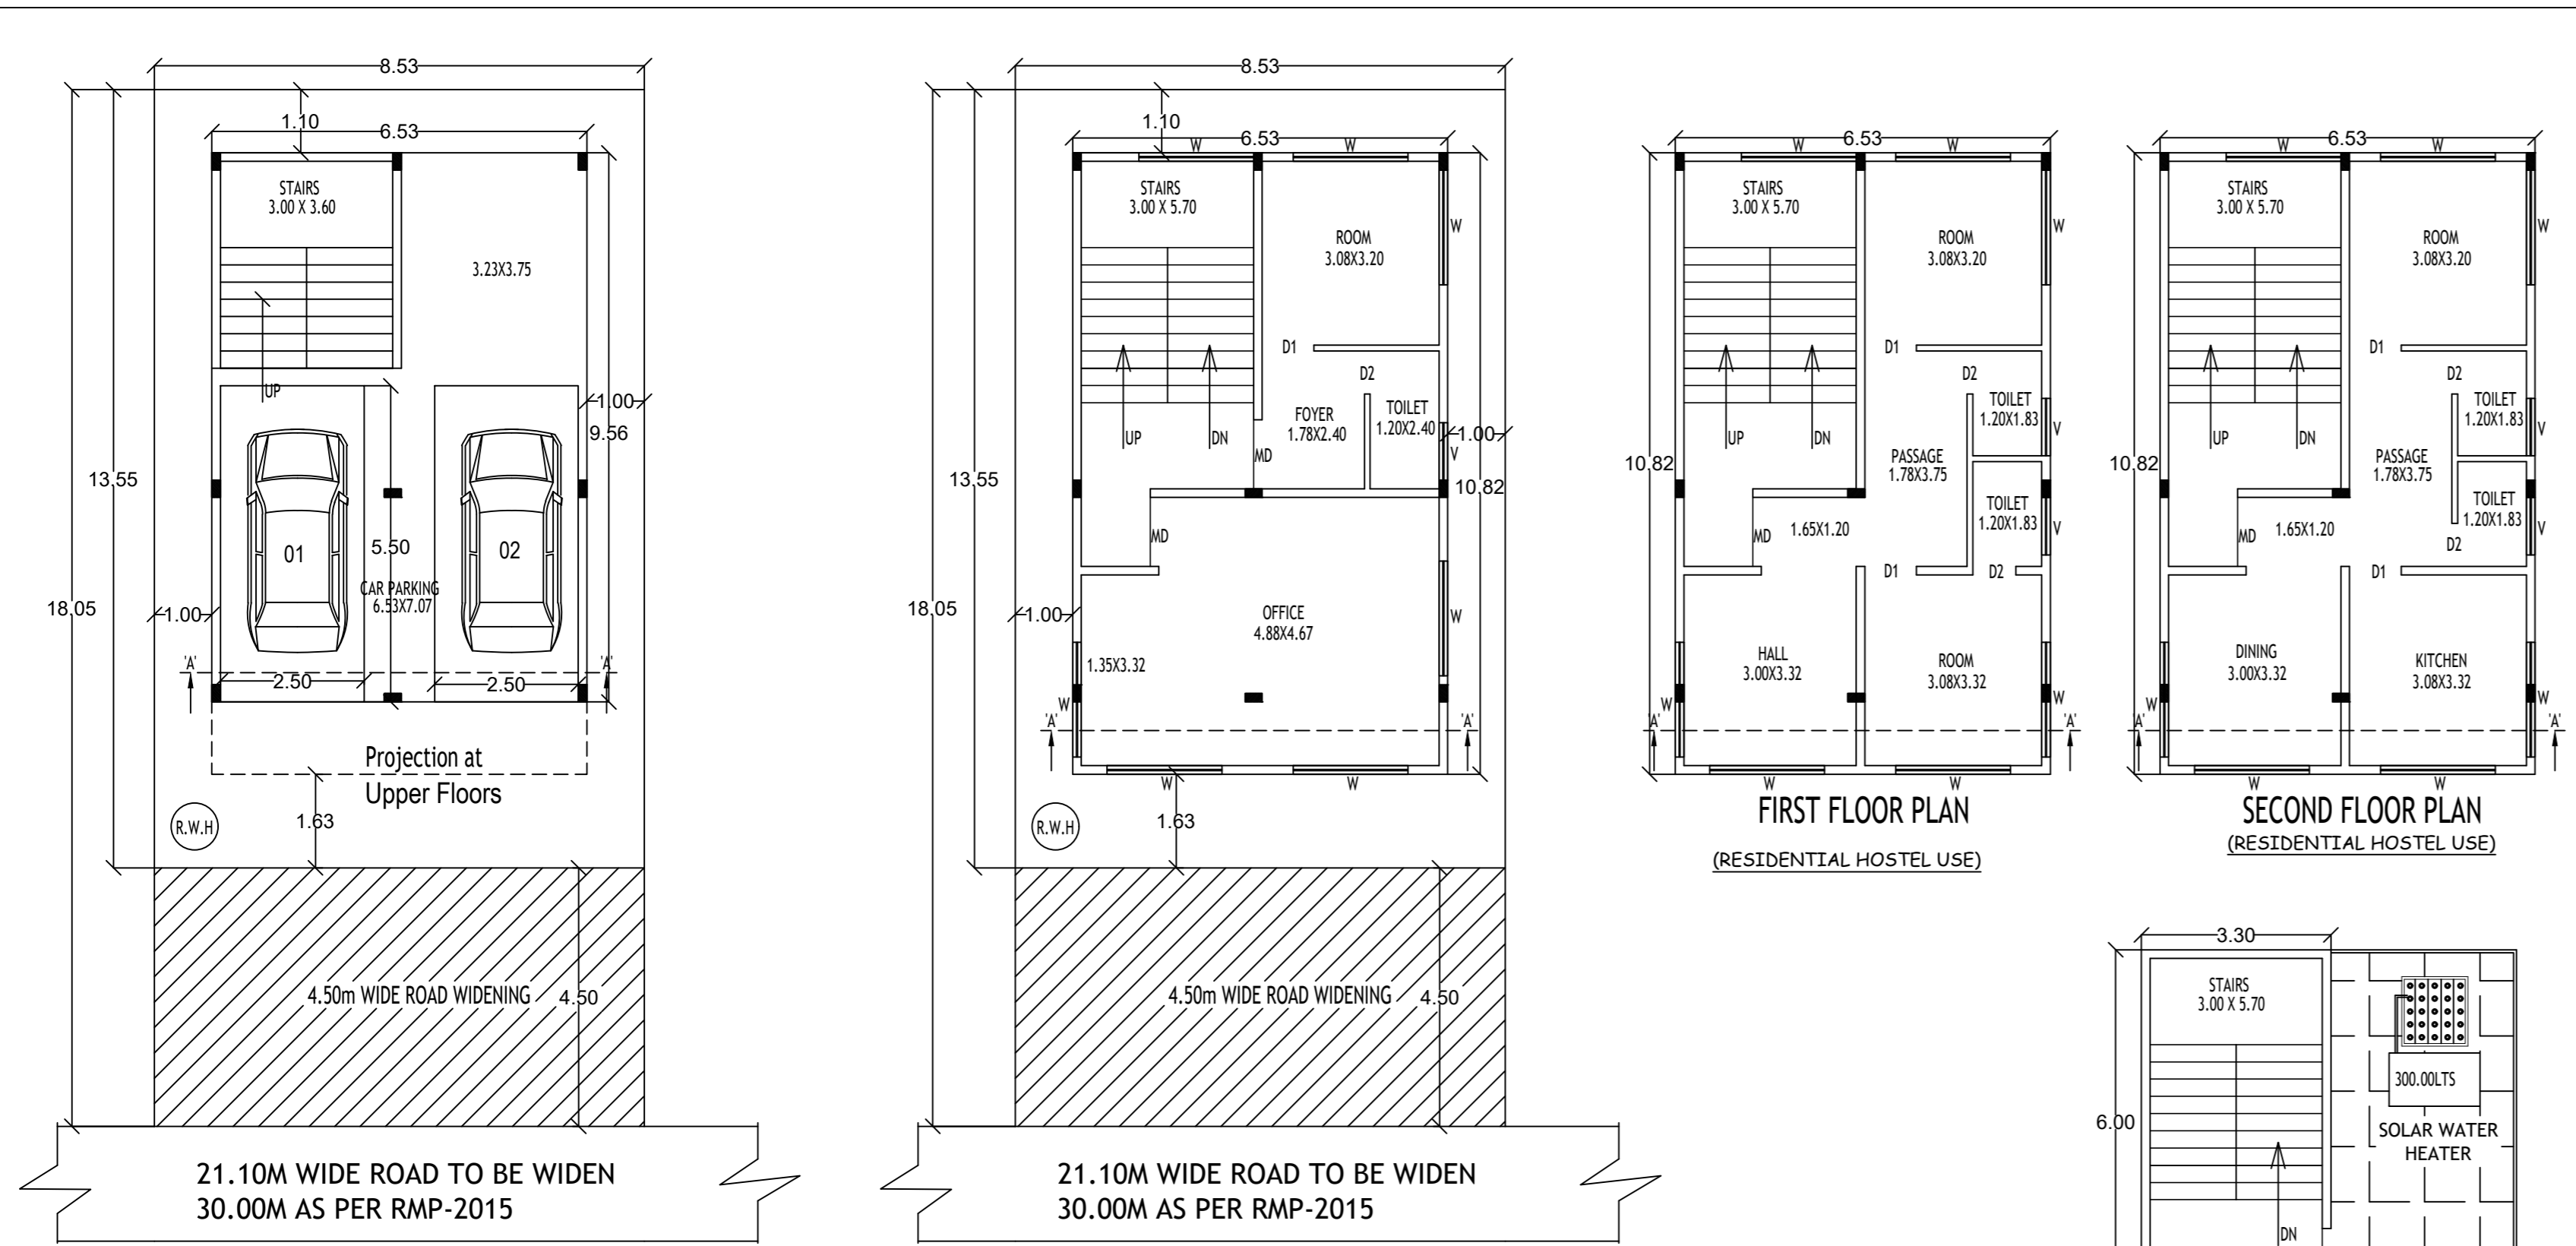 8.53
1.10
6.53
STAIRS
3.00 X 3.60
3.23X3.75
UP
1.00
9.56
13.55
18.05
01
02
5.50
CAR PARKING
6.53X7.07
1.00
'A'
'A'
2.50
2.50
Projection at
Upper Floors
R.W.H
1.63
4.50m WIDE ROAD WIDENING
4.50
21.10M WIDE ROAD TO BE WIDEN
30.00M AS PER RMP-2015
8.53
1.10
6.53
W
W
STAIRS
3.00 X 5.70
ROOM
3.08X3.20
W
D1
D2
FOYER
1.78X2.40
TOILET
1.20X2.40
UP
DN
MD
1.00
V
13.55
10.82
MD
18.05
1.00
OFFICE
4.88X4.67
W
1.35X3.32
W
'A'
'A'
W
W
R.W.H
1.63
4.50m WIDE ROAD WIDENING
4.50
21.10M WIDE ROAD TO BE WIDEN
30.00M AS PER RMP-2015
6.53
W
W
STAIRS
3.00 X 5.70
ROOM
3.08X3.20
W
D1
D2
TOILET
1.20X1.83
UP
DN
V
10.82
PASSAGE
1.78X3.75
TOILET
1.20X1.83
MD
1.65X1.20
V
D1
D2
HALL
3.00X3.32
ROOM
3.08X3.32
W
W
'A'
'A'
W
W
FIRST FLOOR PLAN
(RESIDENTIAL HOSTEL USE)
6.53
W
W
STAIRS
3.00 X 5.70
ROOM
3.08X3.20
W
D1
D2
TOILET
1.20X1.83
UP
DN
V
10.82
PASSAGE
1.78X3.75
TOILET
1.20X1.83
MD
1.65X1.20
V
D2
D1
DINING
3.00X3.32
KITCHEN
3.08X3.32
W
W
'A'
'A'
W
W
SECOND FLOOR PLAN
(RESIDENTIAL HOSTEL USE)
3.30
STAIRS
3.00 X 5.70
300.00LTS
6.00
SOLAR WATER
HEATER
DN